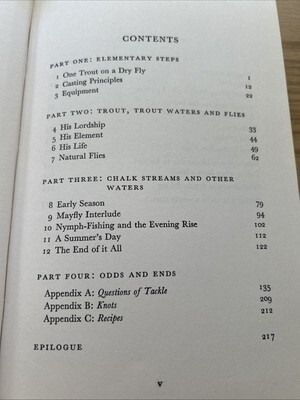 CONTENTS
PART ONE: ELEMENTARY STEPS
1 One Trout on a Dry Fly 1
2 Casting Principles 12
3 Equipment 22
PART TWO: TROUT, TROUT WATERS AND FLIES
4 His Lordship 33
5 His Element 44
6 His Life 49
7 Natural Flies 62
PART THREE: CHALK STREAMS AND OTHER
WATERS
8 Early Season 79
9 Mayfly Interlude 94
10 Nymph-Fishing and the Evening Rise 102
11 A Summer's Day 112
12 The End of it All 122
PART FOUR: ODDS AND ENDS
Appendix A: Questions of Tackle 135
Appendix B: Knots 209
Appendix C: Recipes 212
EPILOGUE 217
v